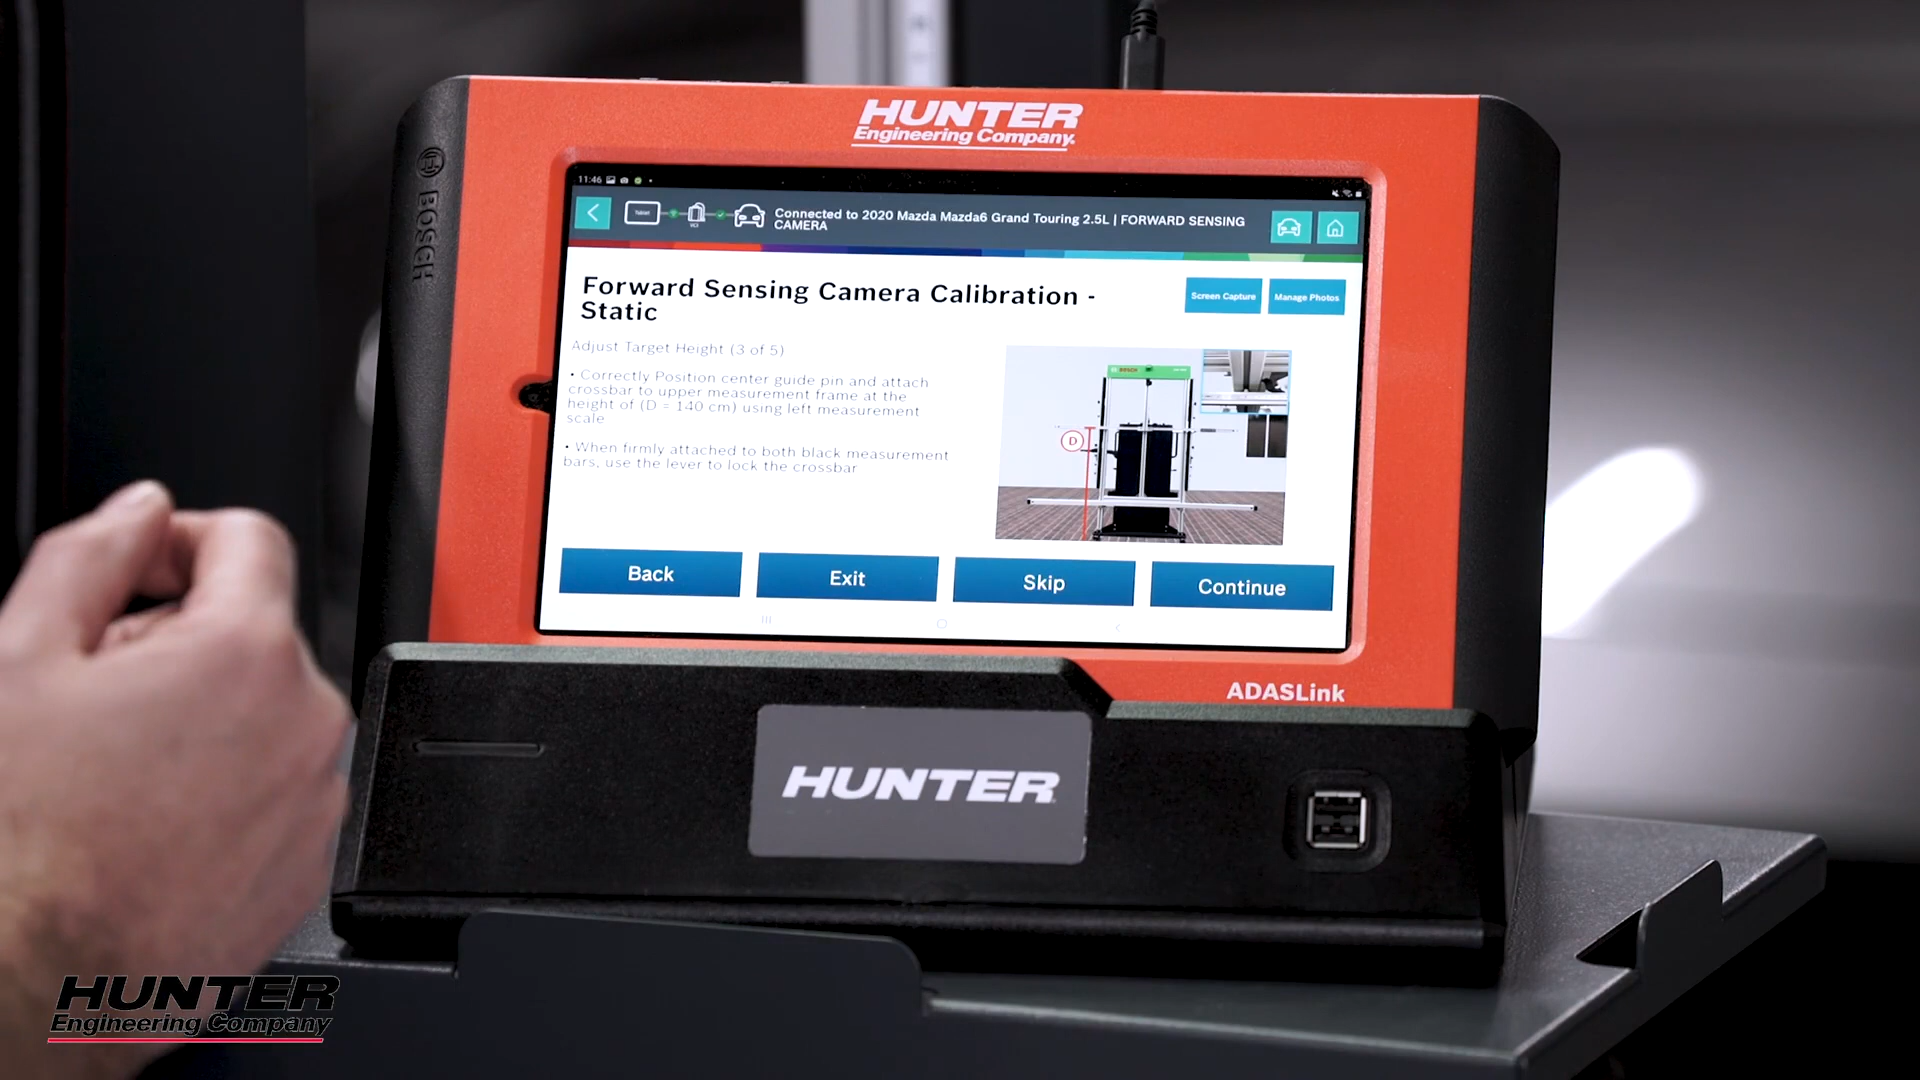 HUNTER
Engineering Company.
BOSCH
11:46
Tablet
VCI
Connected to 2020 Mazda Mazda6 Grand Touring 2.5L | FORWARD SENSING
CAMERA
Forward Sensing Camera Calibration -
Static
Screen Capture
Manage Photos
Adjust Target Height (3 of 5)
• Correctly Position center guide pin and attach
crossbar to upper measurement frame at the
height of (D = 140 cm) using left measurement
scale
• When firmly attached to both black measurement
bars, use the lever to lock the crossbar
BOSCH
D
Back
Exit
Skip
Continue
ADASLink
HUNTER
HUNTER
Engineering Company